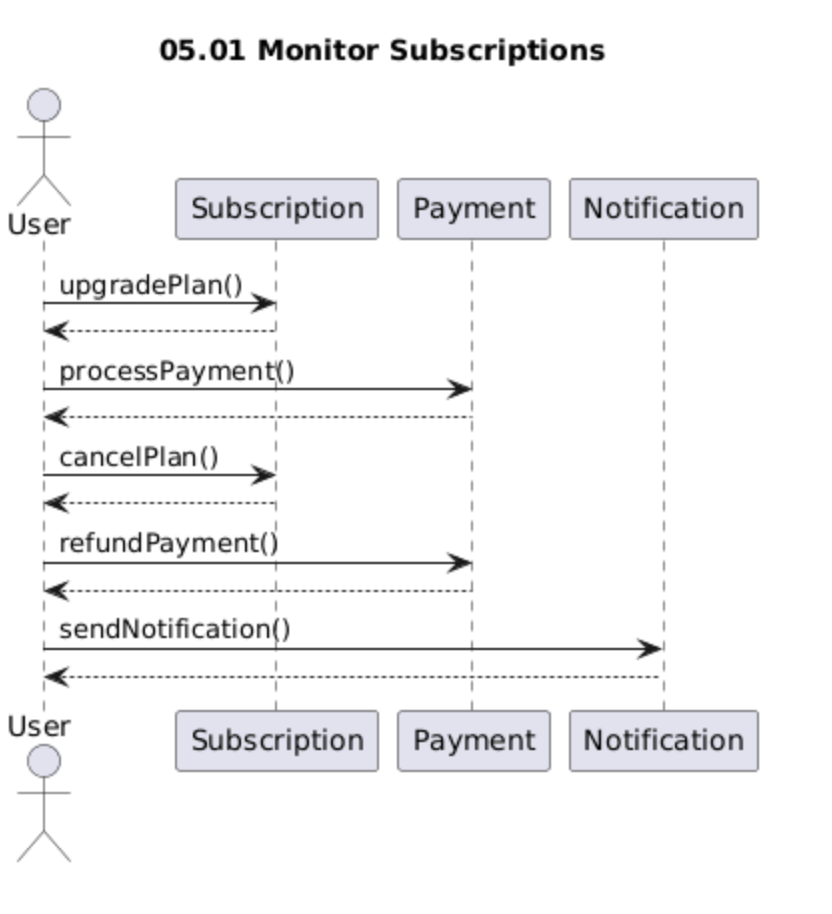 05.01 Monitor Subscriptions
User
Subscription Payment Notification
upgradePlan()
processPayment()
cancelPlan()
refundPayment()
sendNotification()
User
Subscription Payment Notification